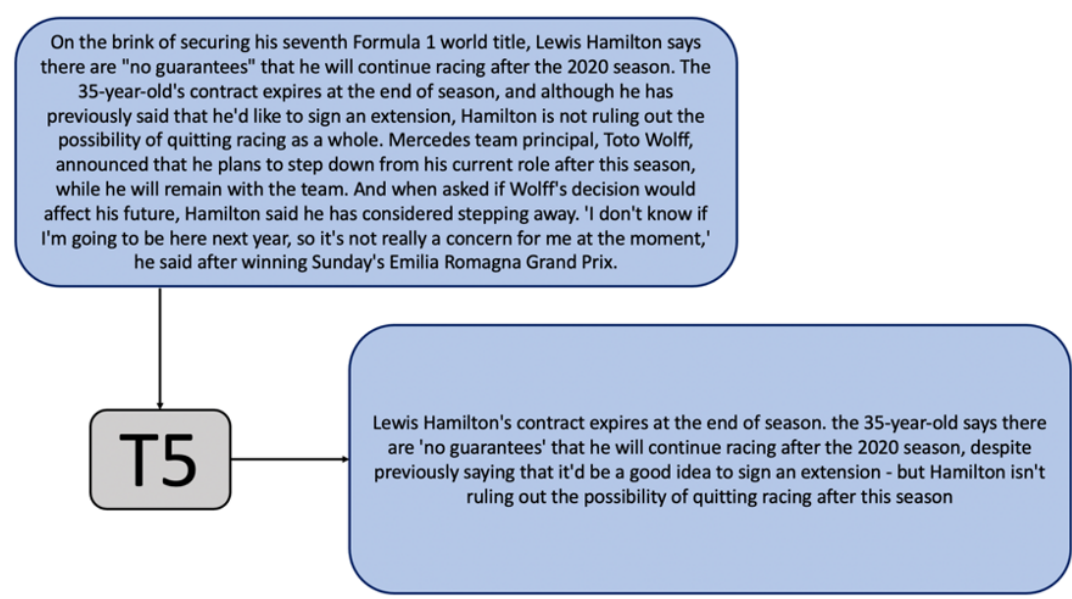 On the brink of securing his seventh Formula 1 world title, Lewis Hamilton says
there are "no guarantees" that he will continue racing after the 2020 season. The
35-year-old's contract expires at the end of season, and although he has
previously said that he'd like to sign an extension, Hamilton is not ruling out the
possibility of quitting racing as a whole. Mercedes team principal, Toto Wolff,
announced that he plans to step down from his current role after this season,
while he will remain with the team. And when asked if Wolff's decision would
affect his future, Hamilton said he has considered stepping away. 'I don't know if
I'm going to be here next year, so it's not really a concern for me at the moment,'
he said after winning Sunday's Emilia Romagna Grand Prix.
T5
Lewis Hamilton's contract expires at the end of season. the 35-year-old says there
are 'no guarantees' that he will continue racing after the 2020 season, despite
previously saying that it'd be a good idea to sign an extension - but Hamilton isn't
ruling out the possibility of quitting racing after this season